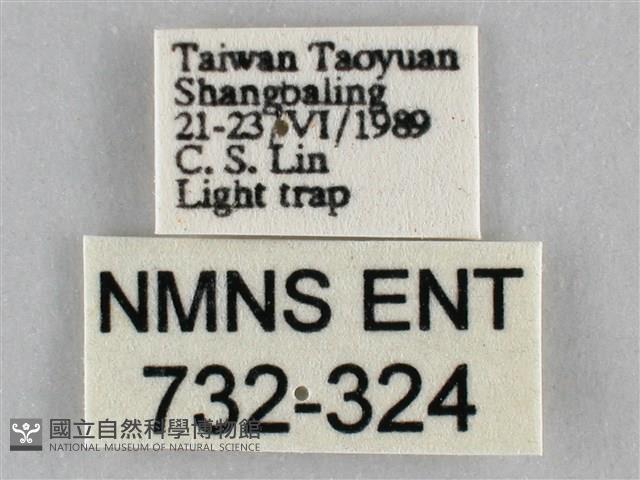 Taiwan Taoyuan
Shangbaling
21-23/VI/1989
C. S. Lin
Light trap
NMNS ENT
732-324
國立自然科學博物館
NATIONAL MUSEUM OF NATURAL SCIENCE